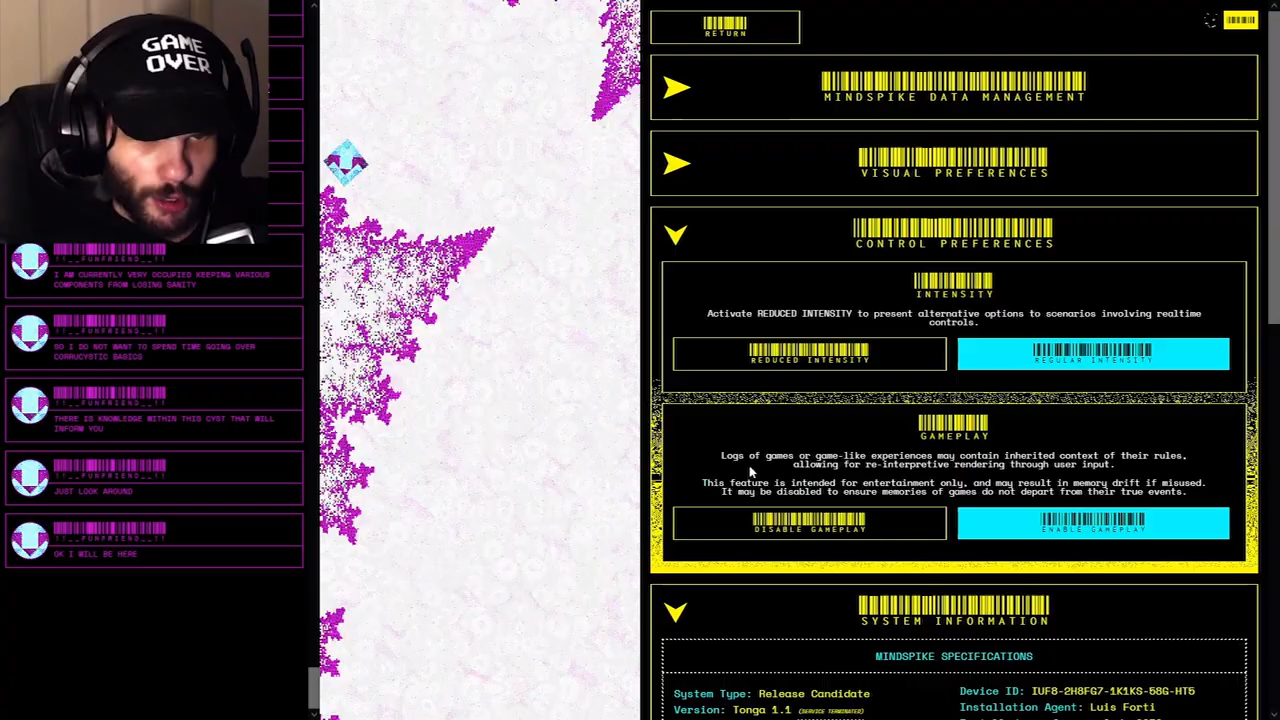 GAME
OVER
!!__FUNFRIEND__!!
I AM CURRENTLY VERY OCCUPIED KEEPING VARIOUS
COMPONENTS FROM LOSING SANITY
!!__FUNFRIEND__!!
SO I DO NOT WANT TO SPEND TIME GOING OVER
CORRUCYSTIC BASICS
!!__FUNFRIEND__!!
THERE IS KNOWLEDGE WITHIN THIS CYST THAT WILL
INFORM YOU
!!__FUNFRIEND__!!
JUST LOOK AROUND
!!__FUNFRIEND__!!
OK I WILL BE HERE
RETURN
MINDSPIKE DATA MANAGEMENT
VISUAL PREFERENCES
CONTROL PREFERENCES
INTENSITY
Activate REDUCED INTENSITY to present alternative options to scenarios involving realtime
controls.
REDUCED INTENSITY
REGULAR INTENSITY
GAMEPLAY
Logs of games or game-like experiences may contain inherited context of their rules,
allowing for re-interpretive rendering through user input.
This feature is intended for entertainment only, and may result in memory drift if misused.
It may be disabled to ensure memories of games do not depart from their true events.
DISABLE GAMEPLAY
ENABLE GAMEPLAY
SYSTEM INFORMATION
MINDSPIKE SPECIFICATIONS
System Type: Release Candidate
Version: Tonga 1.1 (SERVICE TERMINATED)
Device ID: IUF8-2H8FG7-1K1KS-58G-HT5
Installation Agent: Luis Forti